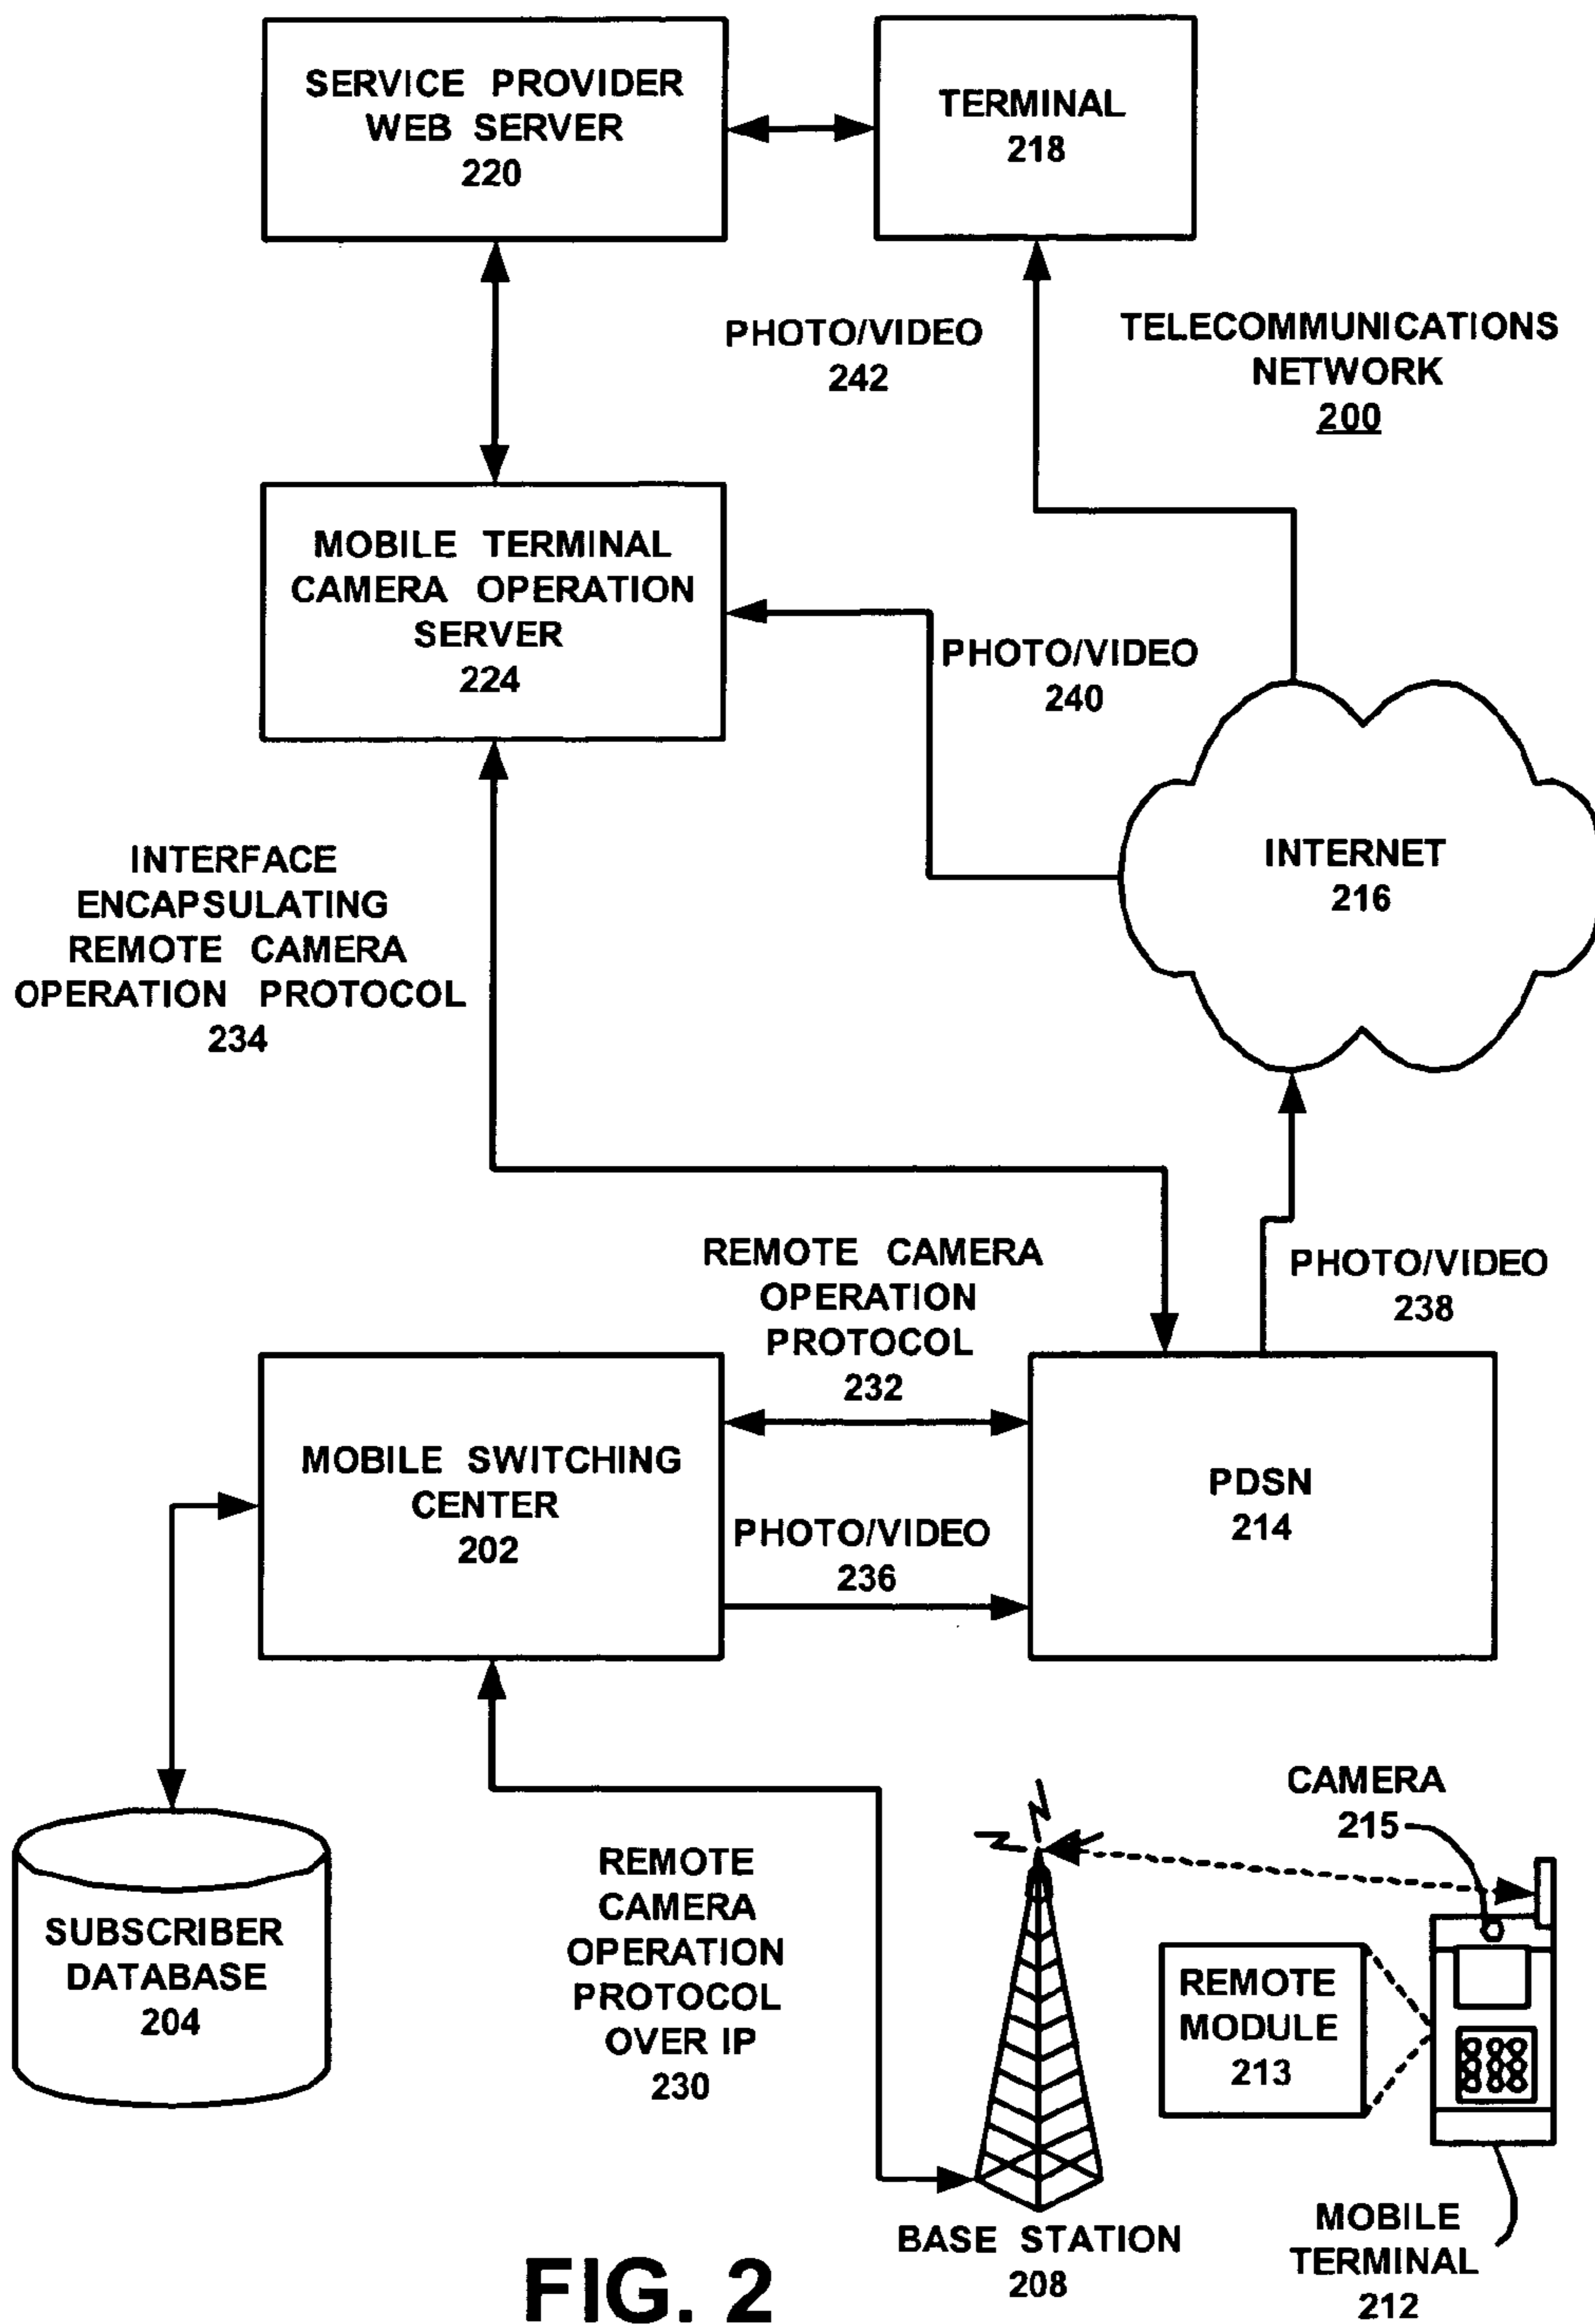 SERVICE PROVIDER
WEB SERVER
220
TERMINAL
218
PHOTO/VIDEO
242
TELECOMMUNICATIONS
NETWORK
200
MOBILE TERMINAL
CAMERA OPERATION
SERVER
224
PHOTO/VIDEO
240
INTERNET
216
INTERFACE
ENCAPSULATING
REMOTE CAMERA
OPERATION PROTOCOL
234
REMOTE CAMERA
OPERATION
PROTOCOL
232
PHOTO/VIDEO
238
MOBILE SWITCHING
CENTER
202
PHOTO/VIDEO
236
PDSN
214
SUBSCRIBER
DATABASE
204
REMOTE
CAMERA
OPERATION
PROTOCOL
OVER IP
230
CAMERA
215
REMOTE
MODULE
213
BASE STATION
208
MOBILE
TERMINAL
212
FIG. 2